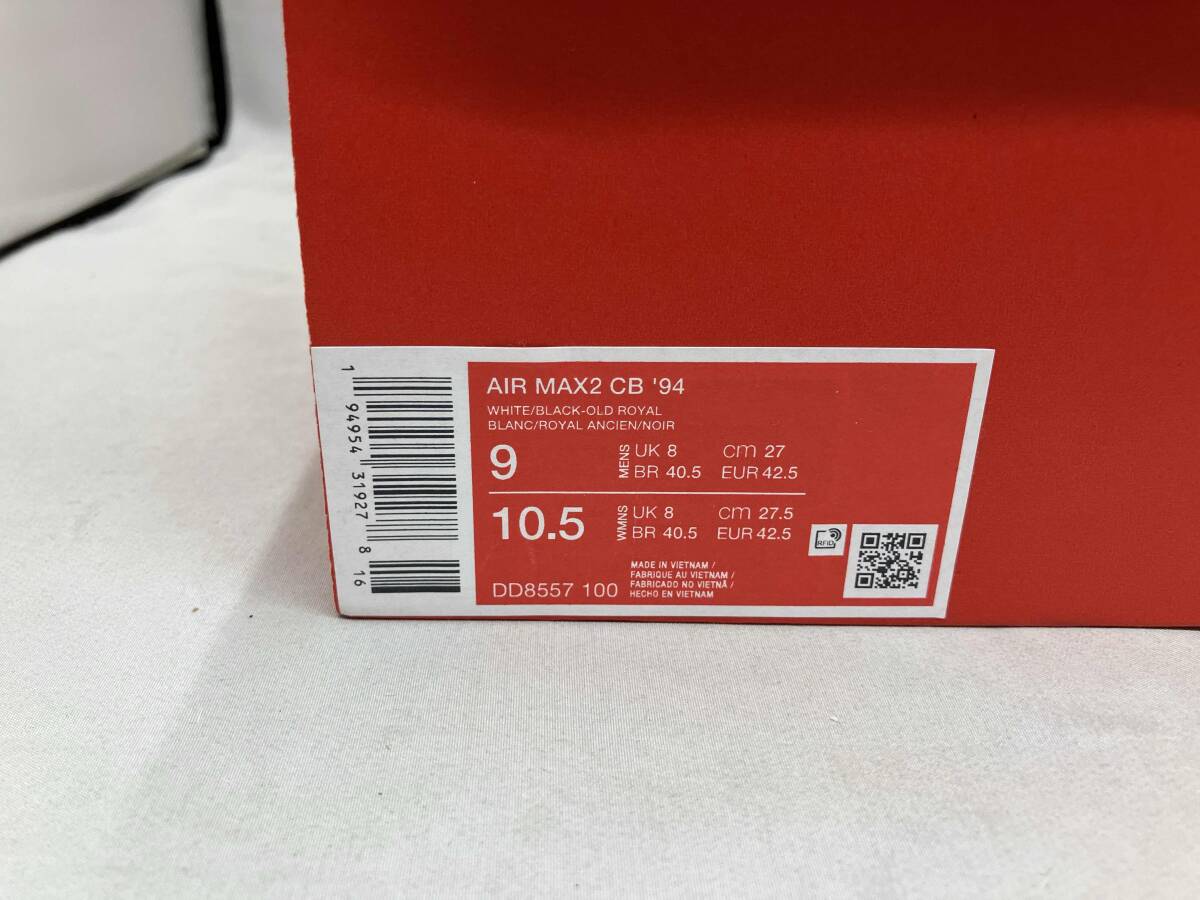 1 94954 31927 8 16
AIR MAX2 CB '94
WHITE/BLACK-OLD ROYAL
BLANC/ROYAL ANCIEN/NOIR
9 MENS UK 8 cm 27
BR 40.5 EUR 42.5
10.5 WMNS UK 8 cm 27.5
BR 40.5 EUR 42.5
RFID
DD8557 100
MADE IN VIETNAM /
FABRIQUE AU VIETNAM /
FABRICADO NO VIETNÃ /
HECHO EN VIETNAM